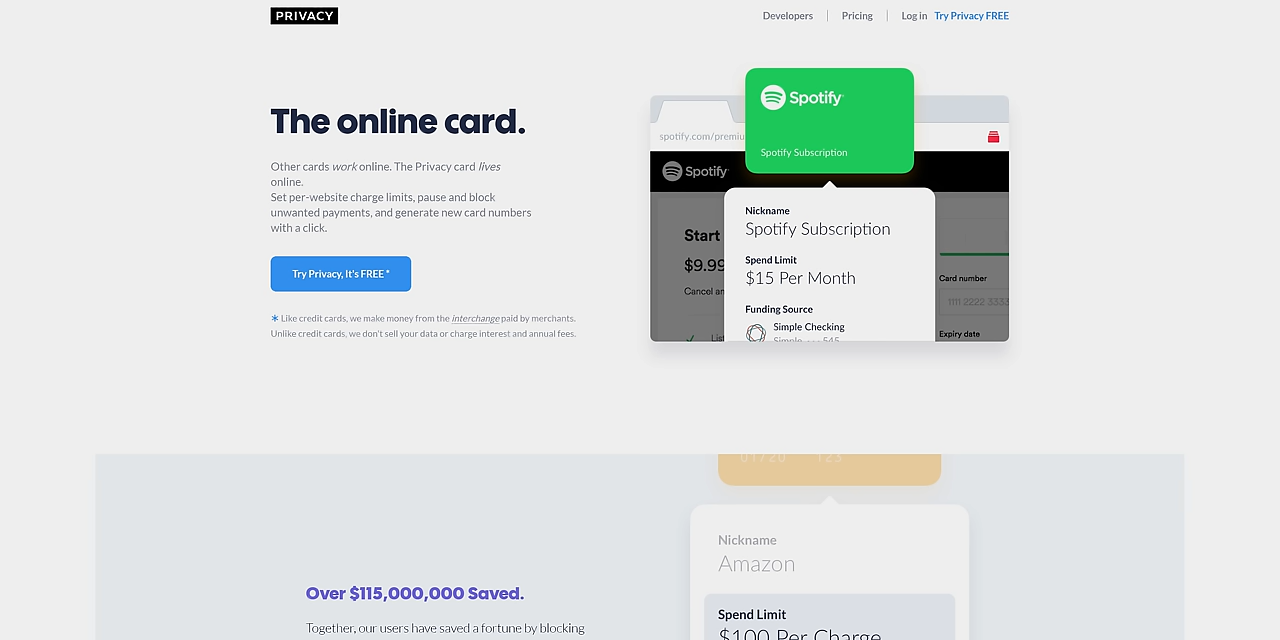 PRIVACY
Developers
Pricing
Log in
Try Privacy FREE
The online card.
Other cards work online. The Privacy card lives
online.
Set per-website charge limits, pause and block
unwanted payments, and generate new card numbers
with a click.
Try Privacy, It's FREE *
* Like credit cards, we make money from the interchange paid by merchants.
Unlike credit cards, we don't sell your data or charge interest and annual fees.
Spotify
Spotify Subscription
spotify.com/premiu
Spotify
Nickname
Spotify Subscription
Spend Limit
$15 Per Month
Funding Source
Simple Checking
Start
$9.99
Cancel an
List
Card number
1111 2222 3333
Expiry date
01/20 123
Nickname
Amazon
Spend Limit
$100 Per Charge
Over $115,000,000 Saved.
Together, our users have saved a fortune by blocking